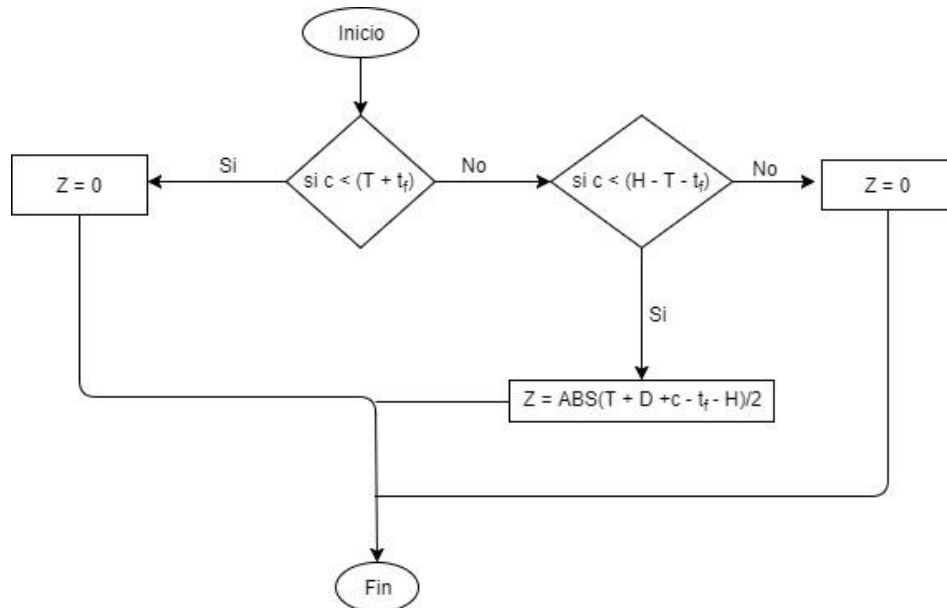 Inicio
Si
si c < (T + t_f)
No
si c < (H - T - t_f)
No
Z = 0
Z = 0
Si
Z = ABS(T + D +c - t_f - H)/2
Fin